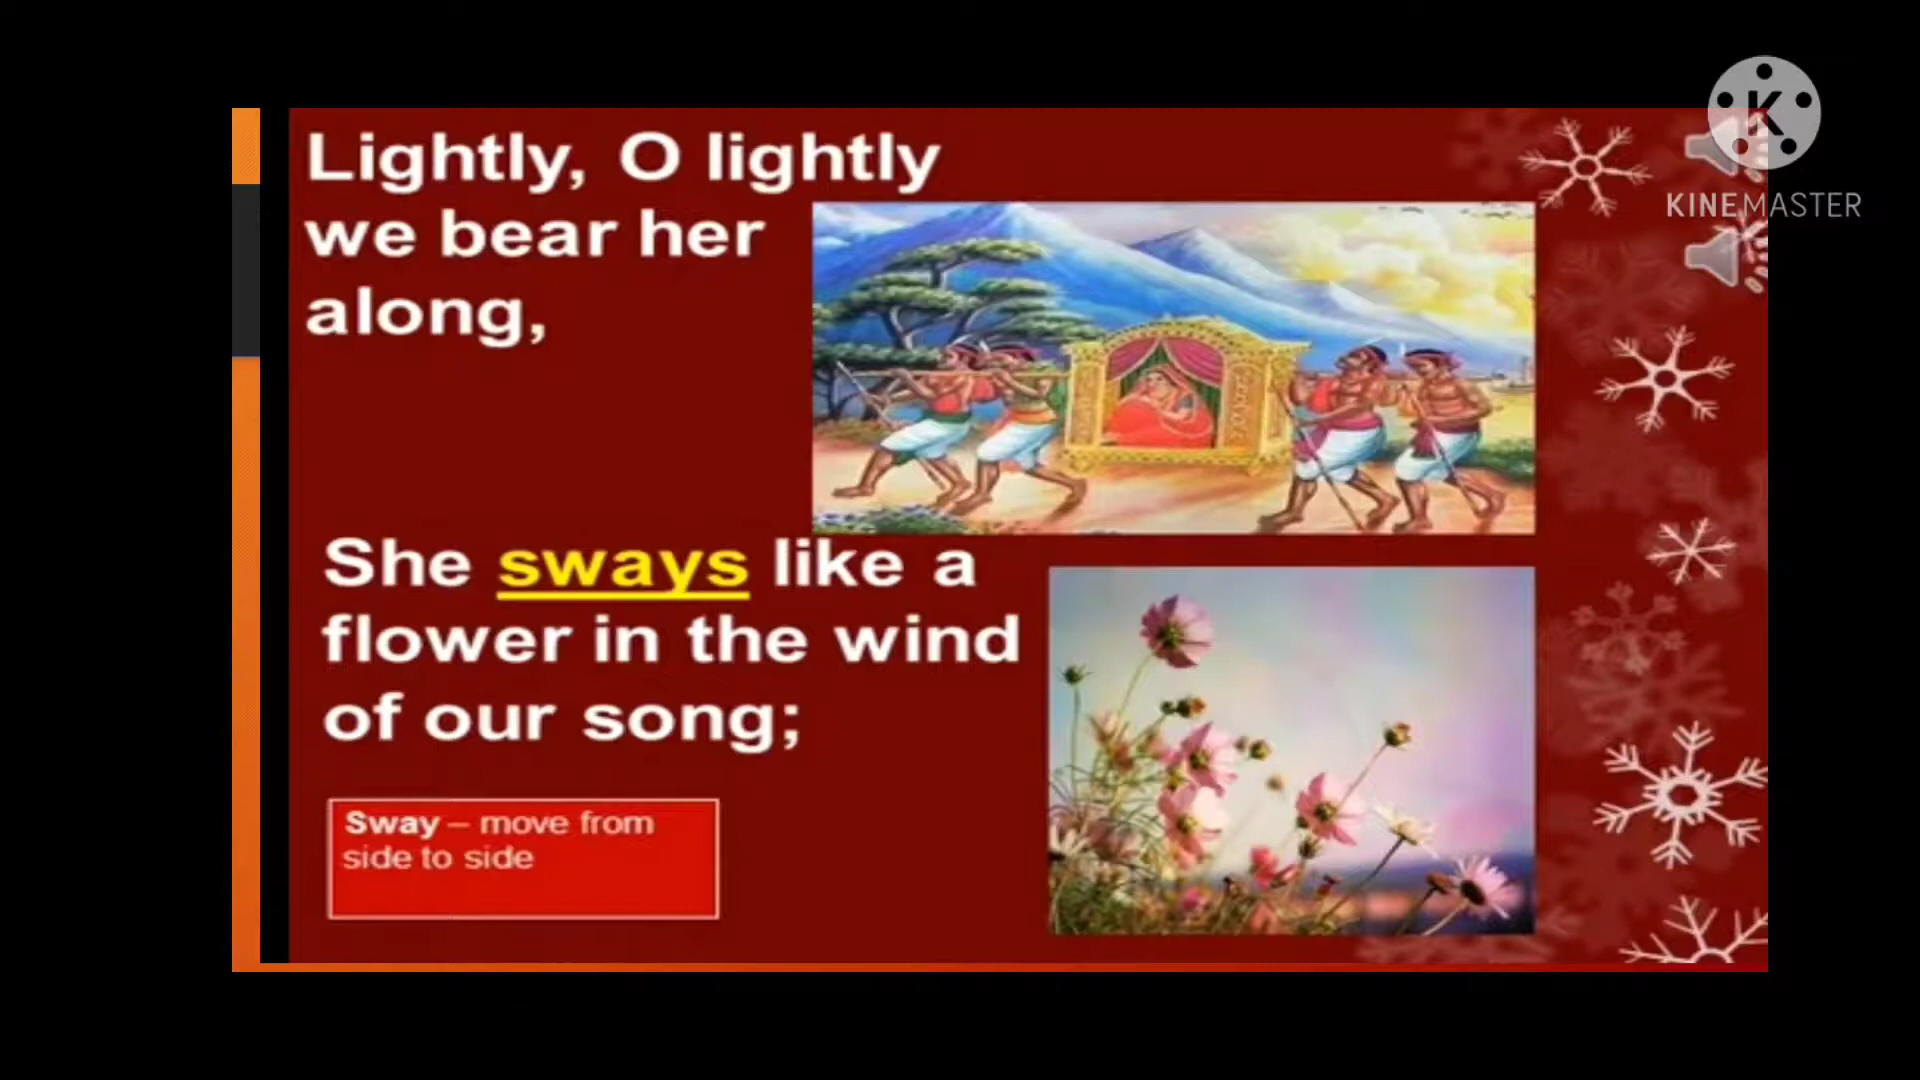 Lightly, O lightly
we bear her
along,
She sways like a
flower in the wind
of our song;
Sway – move from
side to side
K
KINEMASTER